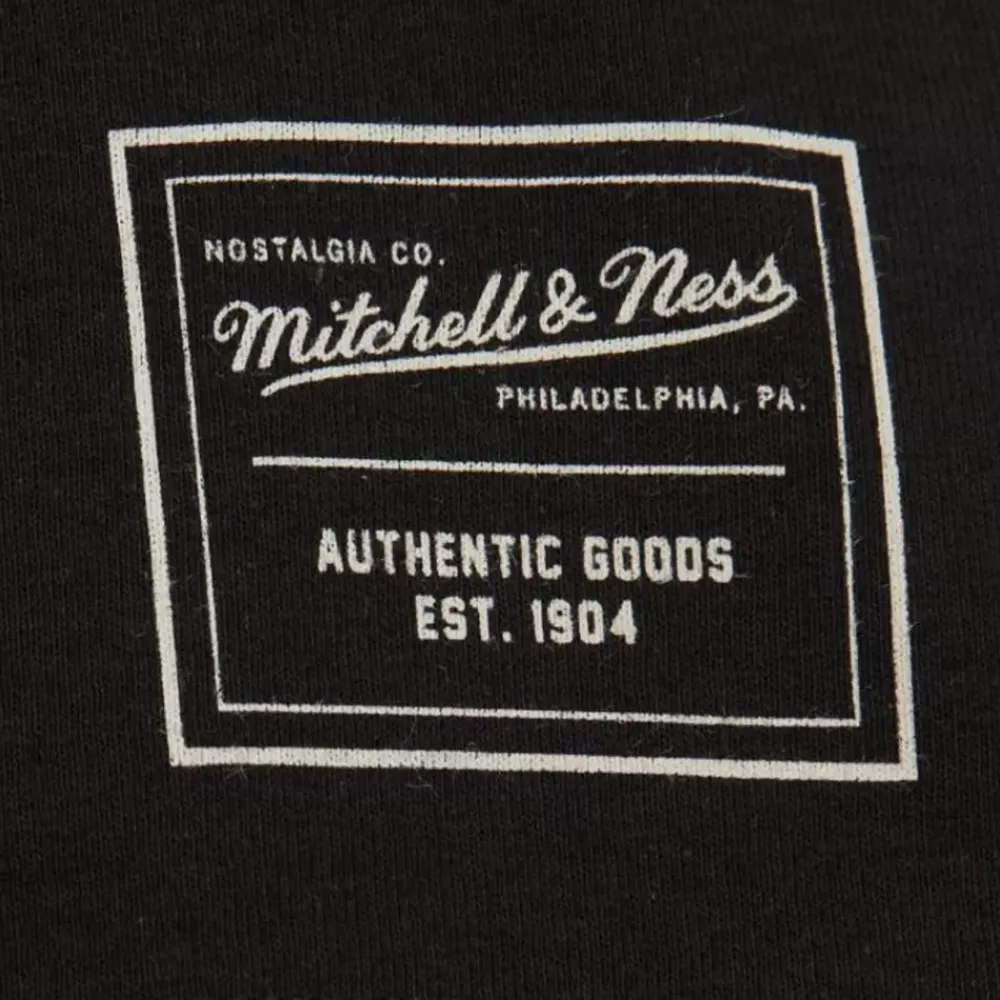 NOSTALGIA CO.
Mitchell & Ness
PHILADELPHIA, PA.
AUTHENTIC GOODS
EST. 1904